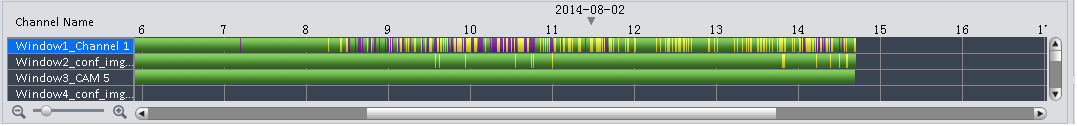 2014-08-02
Channel Name
6 7 8 9 10 11 12 13 14 15 16
Window1_Channel 1
Window2_conf_img...
Window3_CAM 5
Window4_conf_img...